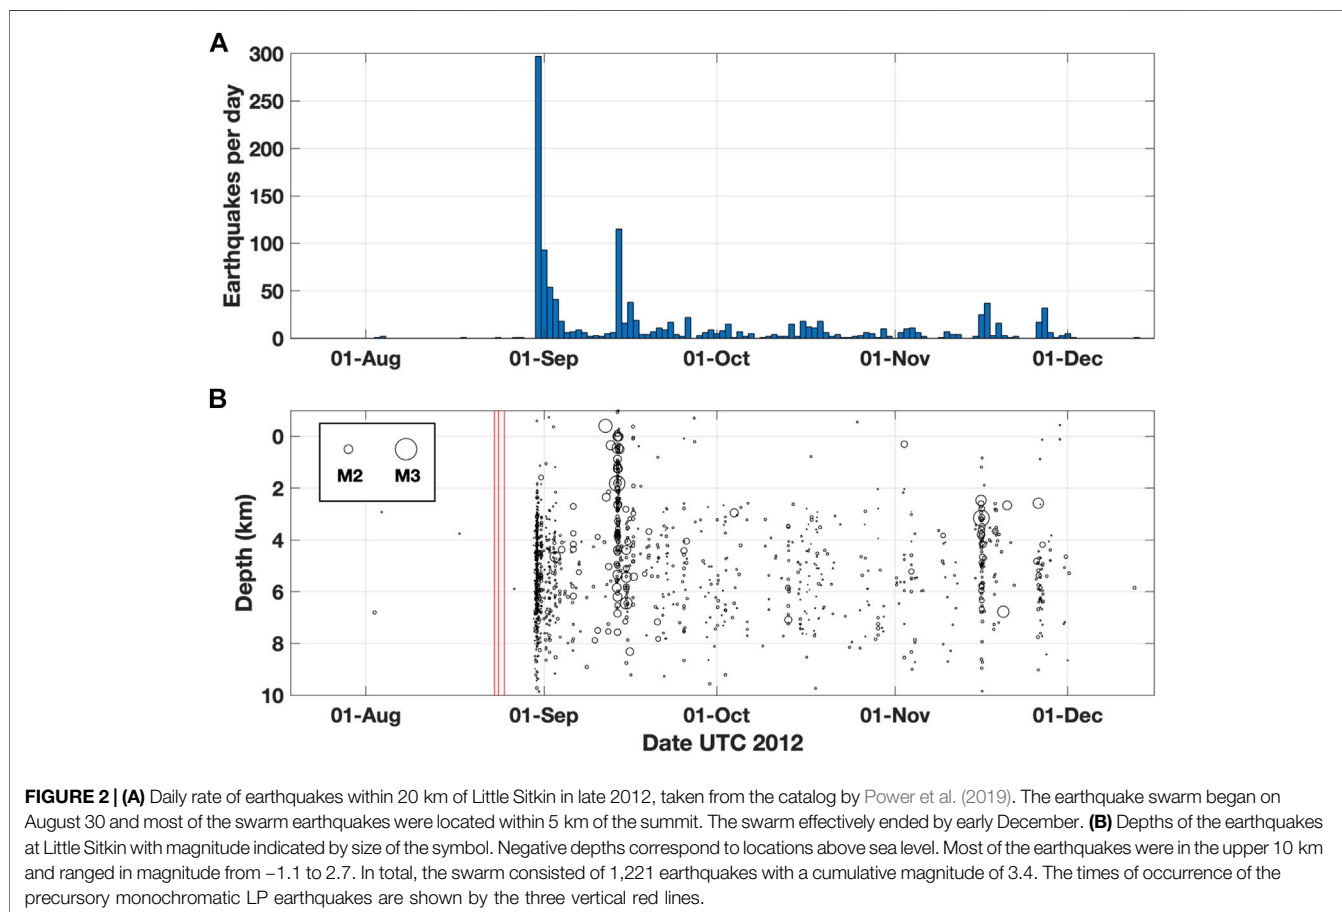 A
300
250
200
150
100
50
0
Earthquakes per day
01-Aug 01-Sep 01-Oct 01-Nov 01-Dec
B
M2 M3
0
2
4
6
8
10
Depth (km)
01-Aug 01-Sep 01-Oct 01-Nov 01-Dec
Date UTC 2012
FIGURE 2 | (A) Daily rate of earthquakes within 20 km of Little Sitkin in late 2012, taken from the catalog by Power et al. (2019). The earthquake swarm began on
August 30 and most of the swarm earthquakes were located within 5 km of the summit. The swarm effectively ended by early December. (B) Depths of the earthquakes
at Little Sitkin with magnitude indicated by size of the symbol. Negative depths correspond to locations above sea level. Most of the earthquakes were in the upper 10 km
and ranged in magnitude from −1.1 to 2.7. In total, the swarm consisted of 1,221 earthquakes with a cumulative magnitude of 3.4. The times of occurrence of the
precursory monochromatic LP earthquakes are shown by the three vertical red lines.